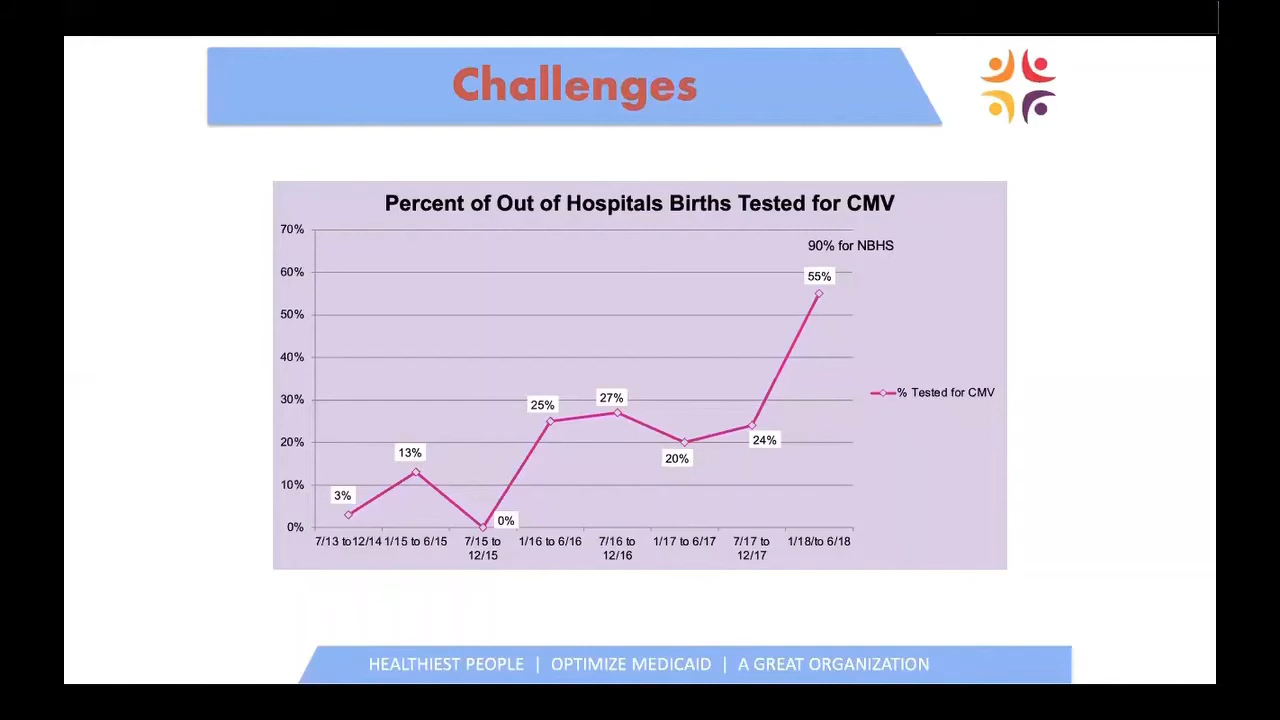 Challenges
Percent of Out of Hospitals Births Tested for CMV
70%
90% for NBHS
60%
55%
50%
40%
30%
27%
25%
% Tested for CMV
24%
20%
20%
13%
10%
3%
0%
0%
7/13 to 12/14 1/15 to 6/15 7/15 to 1/16 to 6/16 7/16 to 1/17 to 6/17 7/17 to 1/18/to 6/18
12/15 12/16 12/17
HEALTHIEST PEOPLE | OPTIMIZE MEDICAID | A GREAT ORGANIZATION